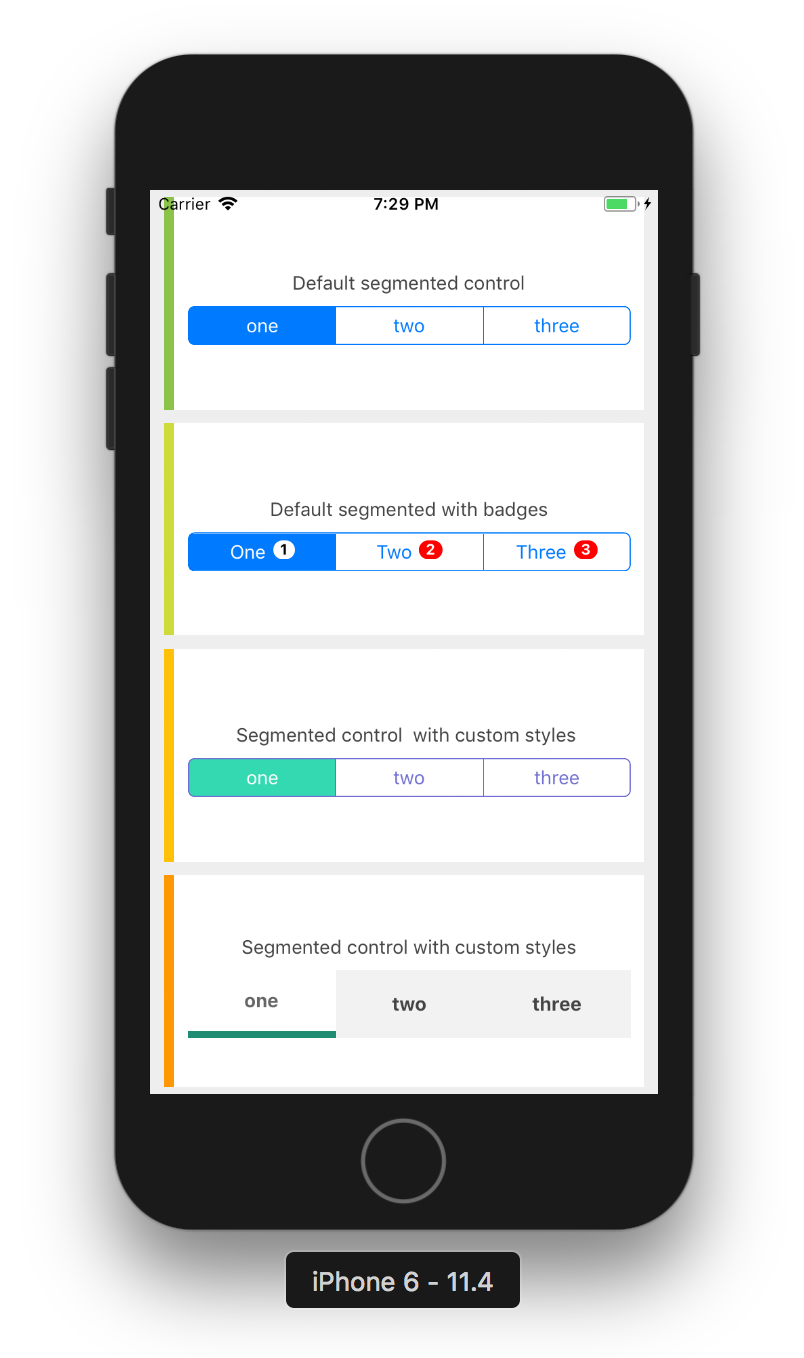 Carrier 7:29 PM
Default segmented control
one two three
Default segmented with badges
One 1 Two 2 Three 3
Segmented control  with custom styles
one two three
Segmented control with custom styles
one two three
iPhone 6 - 11.4